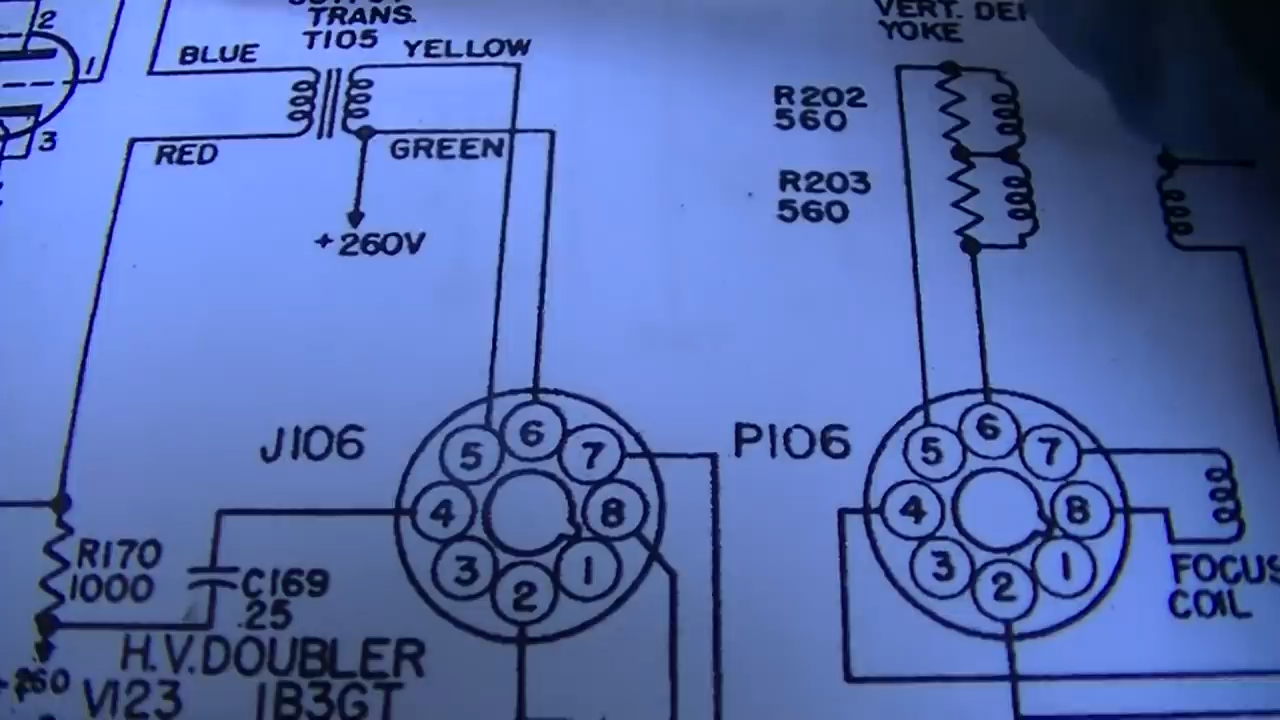 TRANS.
T105
BLUE
YELLOW
RED
GREEN
+260V
2
1
3
VERT.
YOKE
R202
560
R203
560
J106
5
6
7
4
8
3
2
1
P106
5
6
7
4
8
3
2
1
R170
1000
C169
.25
H.V. DOUBLER
V123 1B3GT
FOCUS
COIL